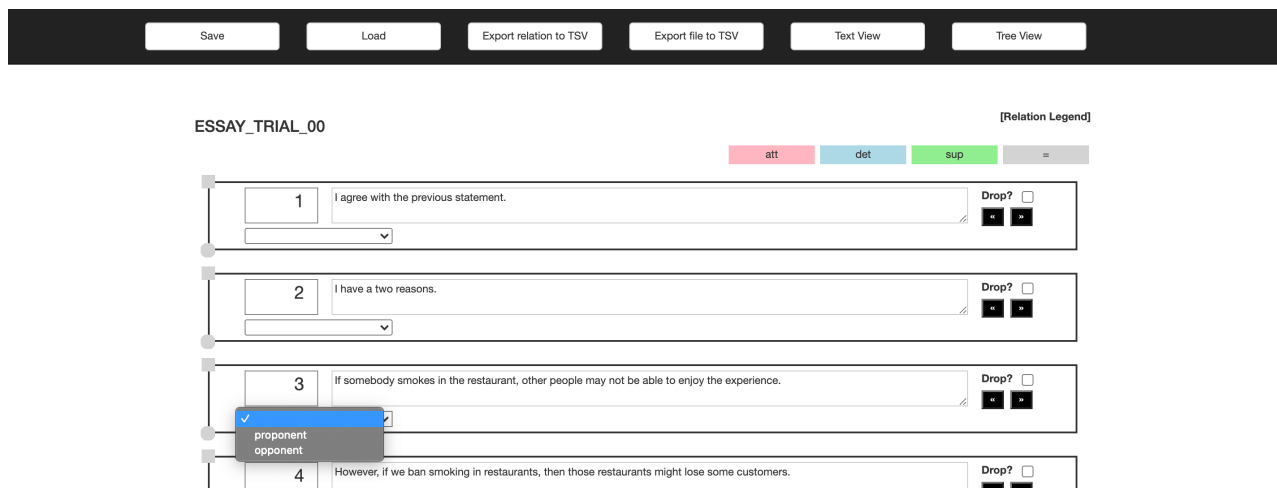 Save Load Export relation to TSV Export file to TSV Text View Tree View
[Relation Legend]
ESSAY_TRIAL_00
att det sup =
1 I agree with the previous statement. Drop?
« »
2 I have a two reasons. Drop?
« »
3 If somebody smokes in the restaurant, other people may not be able to enjoy the experience. Drop?
« »
✓
proponent
opponent
4 However, if we ban smoking in restaurants, then those restaurants might lose some customers. Drop?